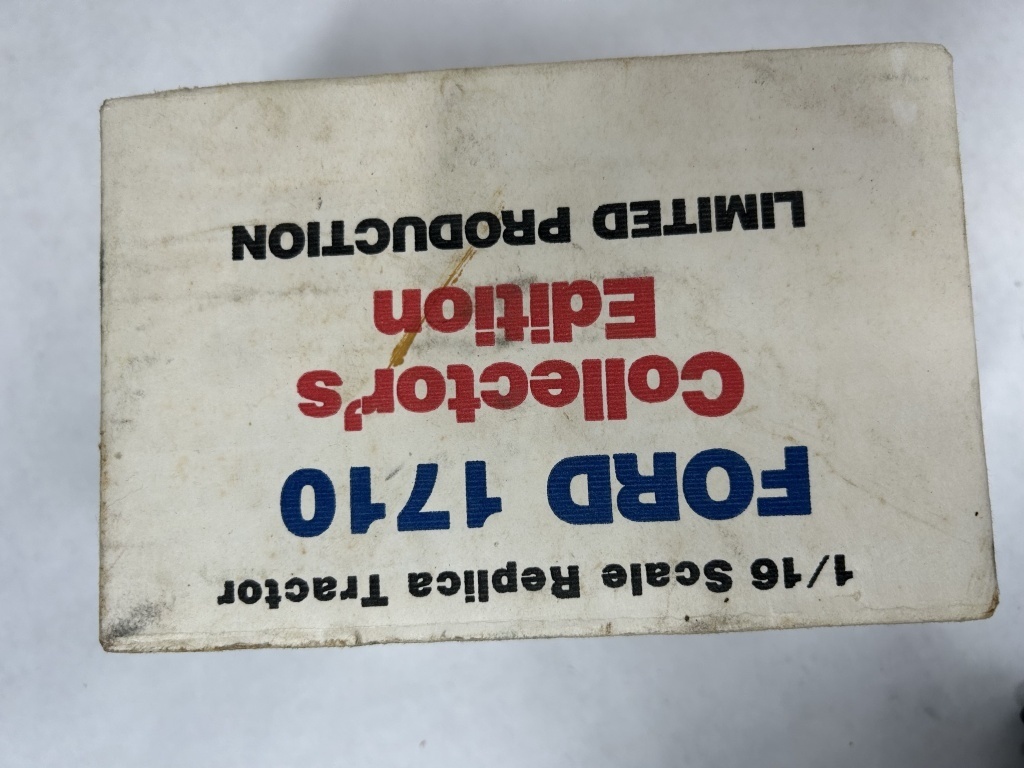 1/16 Scale Replica Tractor
FORD 1710
Collector's
Edition
LIMITED PRODUCTION